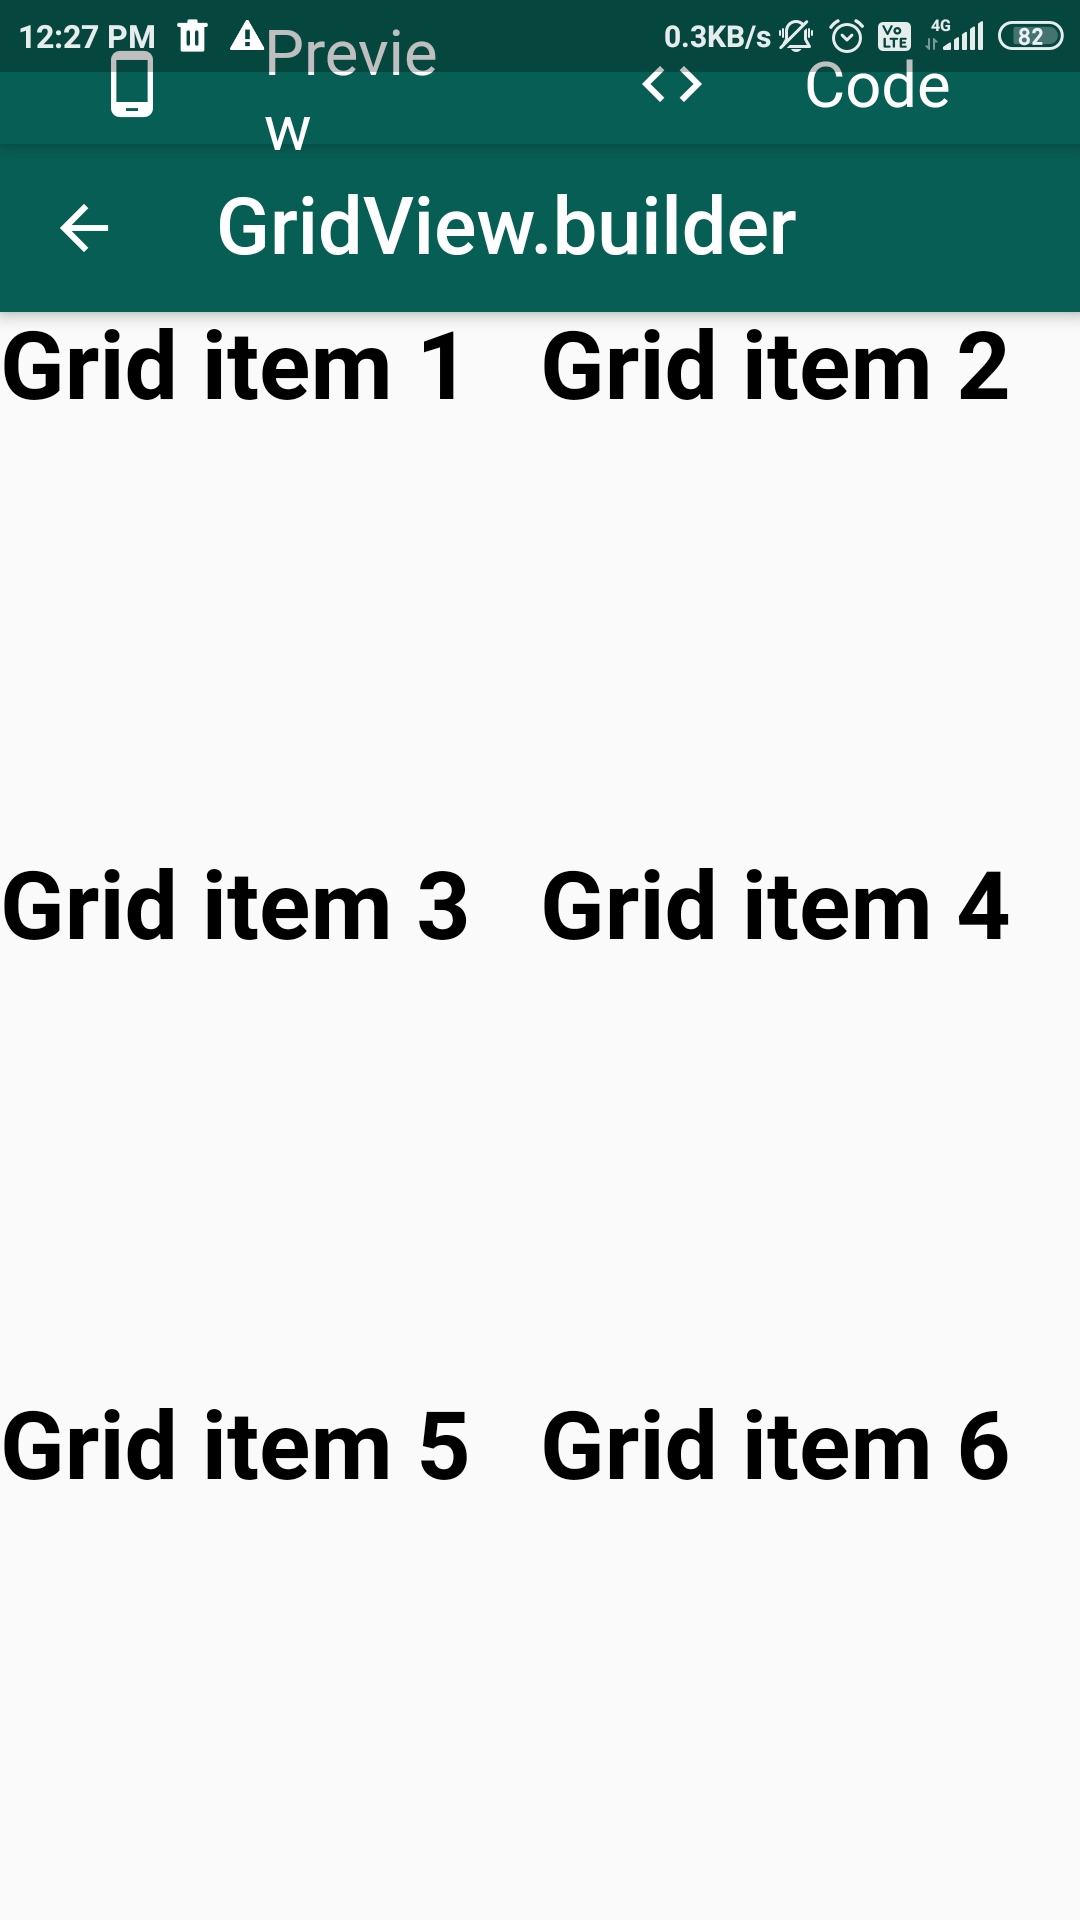 12:27 PM 0.3KB/s Vo LTE 4G 82
Previe
w
Code
GridView.builder
Grid item 1 Grid item 2
Grid item 3 Grid item 4
Grid item 5 Grid item 6